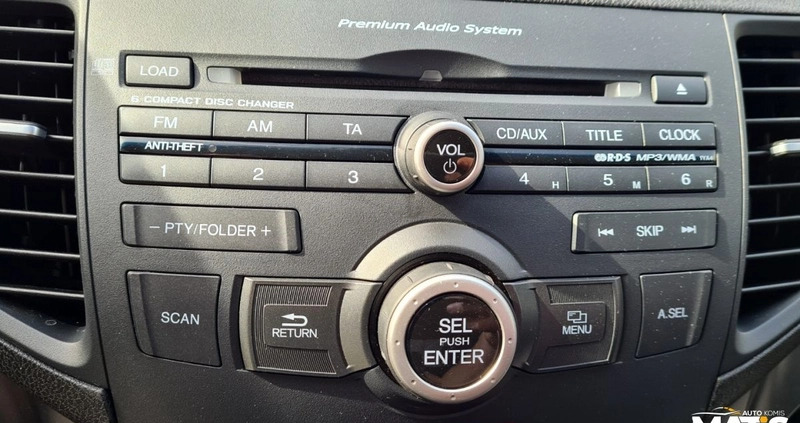 Premium Audio System
LOAD
6 COMPACT DISC CHANGER
FM AM TA CD/AUX TITLE CLOCK
VOL
ANTI-THEFT R·D·S MP3/WMA
1 2 3 4 H 5 M 6 R
– PTY/FOLDER + SKIP
SCAN RETURN MENU A.SEL
SEL
PUSH
ENTER
AUTO KOMIS